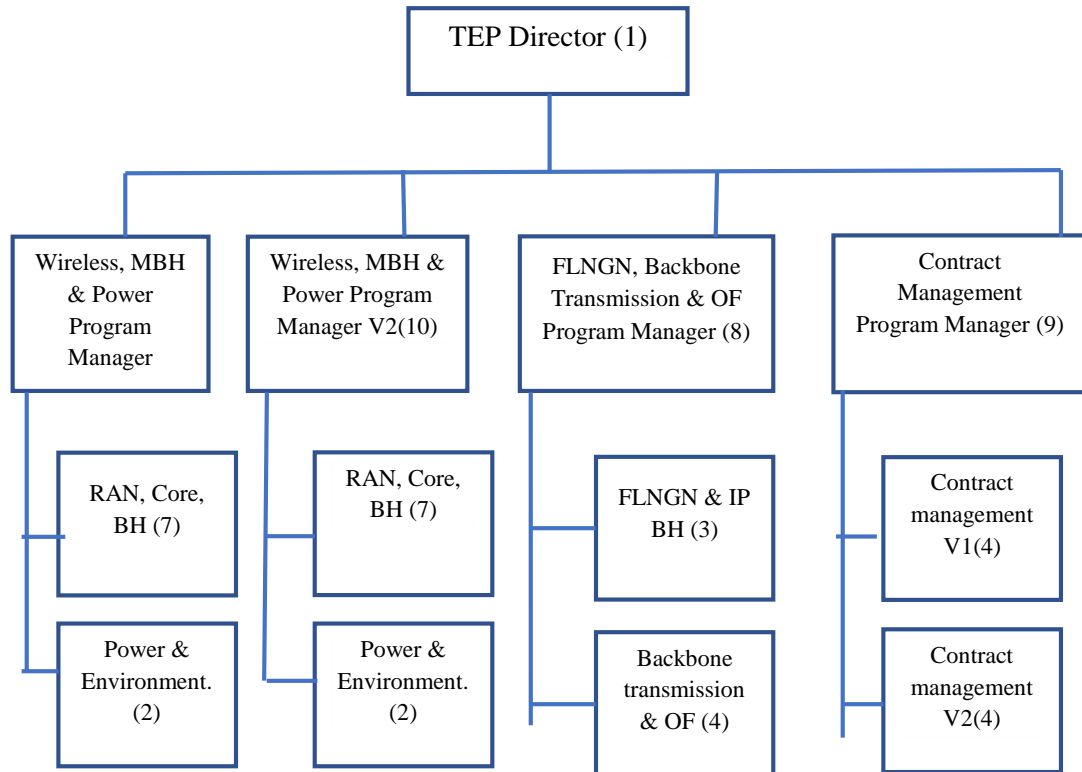 TEP Director (1)
Wireless, MBH
& Power
Program
Manager
Wireless, MBH &
Power Program
Manager V2(10)
FLNGN, Backbone
Transmission & OF
Program Manager (8)
Contract
Management
Program Manager (9)
RAN, Core,
BH (7)
RAN, Core,
BH (7)
FLNGN & IP
BH (3)
Contract
management
V1(4)
Power &
Environment.
(2)
Power &
Environment.
(2)
Backbone
transmission
& OF (4)
Contract
management
V2(4)